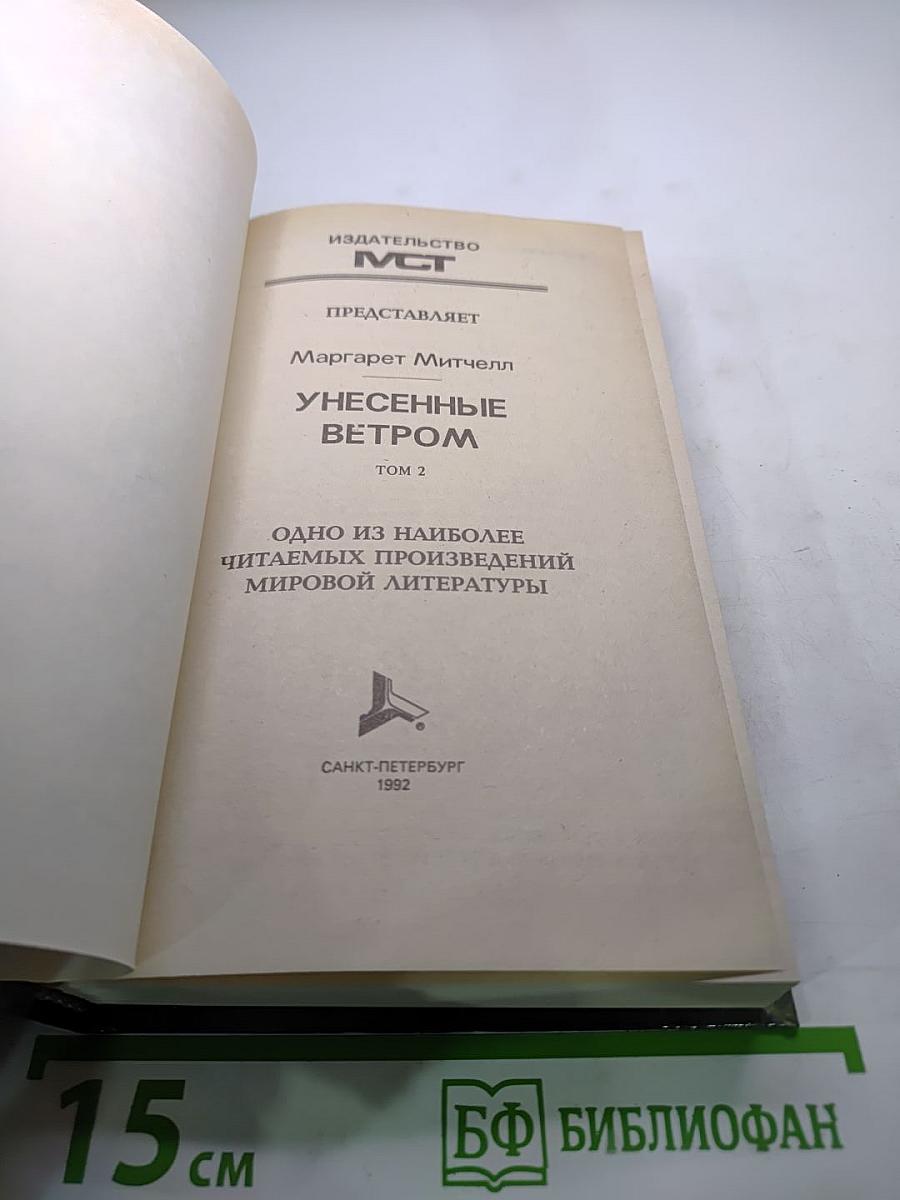 ИЗДАТЕЛЬСТВО
МСТ
ПРЕДСТАВЛЯЕТ
Маргарет Митчелл
УНЕСЕННЫЕ
ВЕТРОМ
ТОМ 2
ОДНО ИЗ НАИБОЛЕЕ
ЧИТАЕМЫХ ПРОИЗВЕДЕНИЙ
МИРОВОЙ ЛИТЕРАТУРЫ
САНКТ-ПЕТЕРБУРГ
1992
15 СМ
БФ БИБЛИОФАН